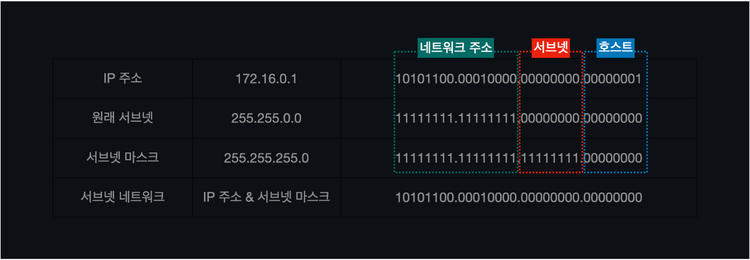 네트워크 주소 서브넷 호스트
IP 주소 172.16.0.1 10101100.00010000.00000000.00000001
원래 서브넷 255.255.0.0 11111111.11111111.00000000.00000000
서브넷 마스크 255.255.255.0 11111111.11111111.11111111.00000000
서브넷 네트워크 IP 주소 & 서브넷 마스크 10101100.00010000.00000000.00000000